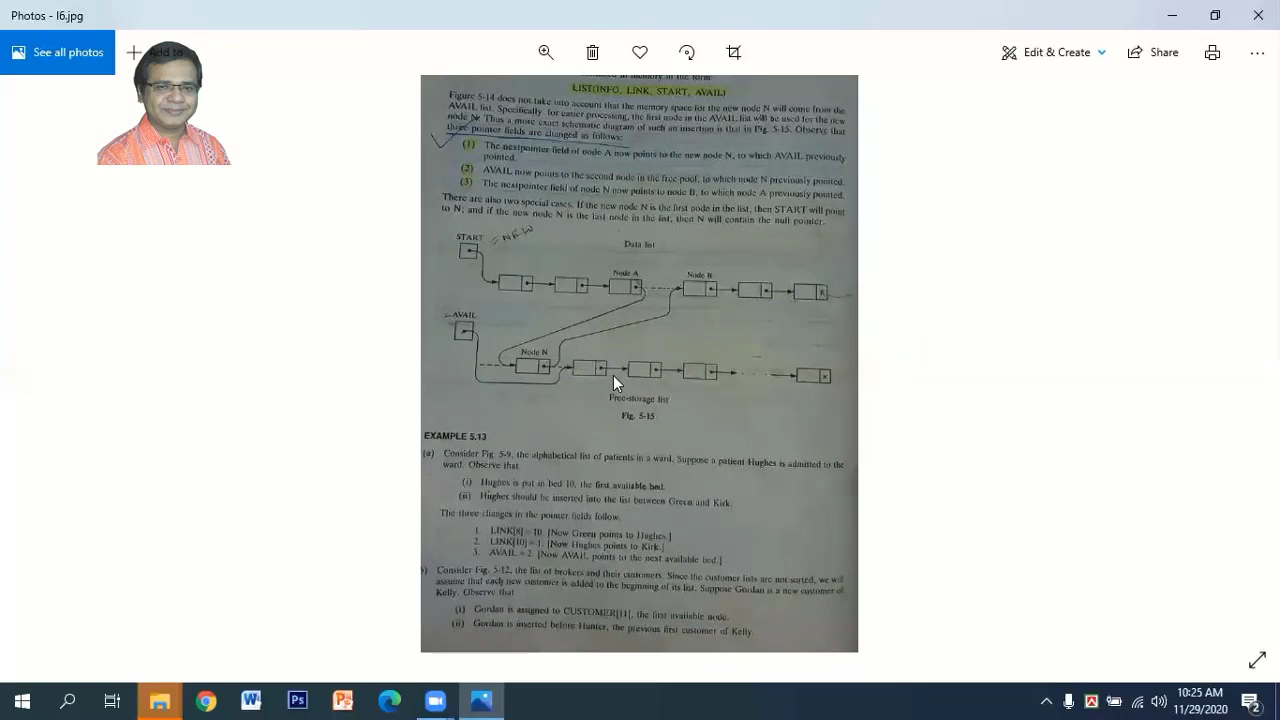 Photos - l6.jpg
See all photos
Add to
Edit & Create
Share
in memory in the form
LIST(INFO, LINK, START, AVAIL)
Figure 5-14 does not take into account that the memory space for the new node N will come from the
AVAIL list. Specifically, for easier processing, the first node in the AVAIL list will be used for the new
node N. Thus a more exact schematic diagram of such an insertion is that in Fig. 5-15. Observe that
three pointer fields are changed as follows:
(1) The nextpointer field of node A now points to the new node N, to which AVAIL previously
pointed.
(2) AVAIL now points to the second node in the free pool, to which node N previously pointed.
(3) The nextpointer field of node N now points to node B, to which node A previously pointed.
There are also two special cases. If the new node N is the first node in the list, then START will point
to N; and if the new node N is the last node in the list, then N will contain the null pointer.
START
= NEW
Data list
Node A
Node B
AVAIL
Node N
Free-storage list
Fig. 5-15
EXAMPLE 5.13
(a) Consider Fig. 5-9, the alphabetical list of patients in a ward. Suppose a patient Hughes is admitted to the
ward. Observe that
(i) Hughes is put in bed 10, the first available bed.
(ii) Hughes should be inserted into the list between Green and Kirk.
The three changes in the pointer fields follow.
1. LINK[8] = 10. [Now Green points to Hughes.]
2. LINK[10] = 1. [Now Hughes points to Kirk.]
3. AVAIL = 2. [Now AVAIL points to the next available bed.]
) Consider Fig. 5-12, the list of brokers and their customers. Since the customer lists are not sorted, we will
assume that each new customer is added to the beginning of its list. Suppose Gordan is a new customer of
Kelly. Observe that
(i) Gordan is assigned to CUSTOMER[11], the first available node.
(ii) Gordan is inserted before Hunter, the previous first customer of Kelly.
10:25 AM
11/29/2020
2